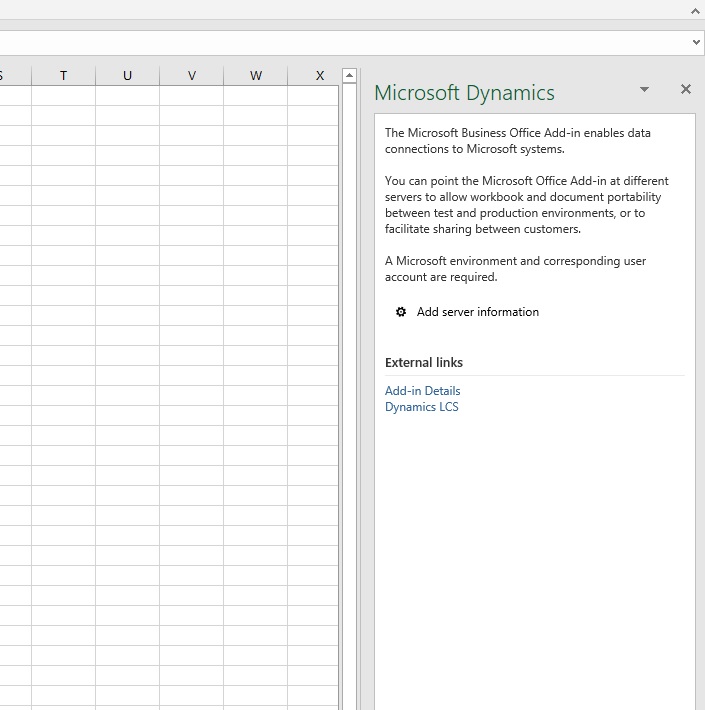 S T U V W X
Microsoft Dynamics
The Microsoft Business Office Add-in enables data
connections to Microsoft systems.
You can point the Microsoft Office Add-in at different
servers to allow workbook and document portability
between test and production environments, or to
facilitate sharing between customers.
A Microsoft environment and corresponding user
account are required.
Add server information
External links
Add-in Details
Dynamics LCS